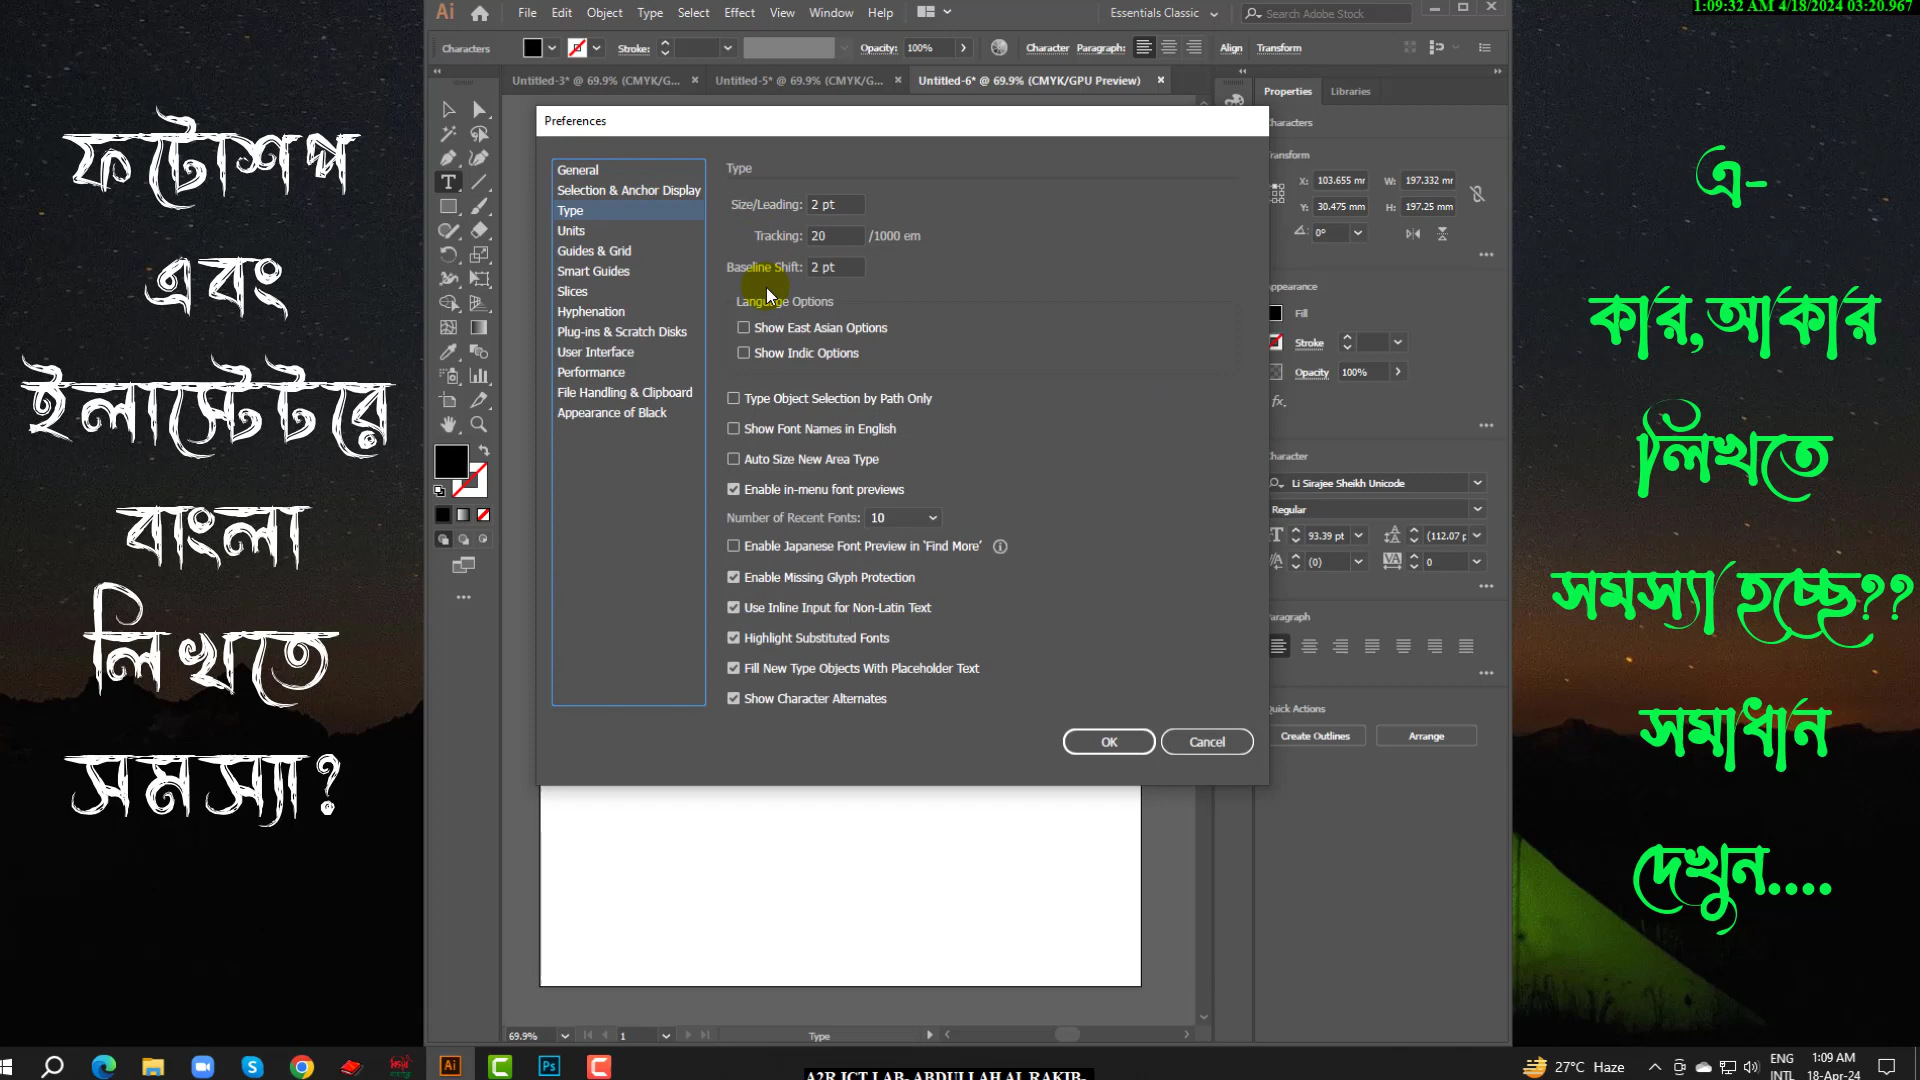 1:09:32 AM 4/18/2024 03:20.967
ফটোশপ
এবং
ইলাস্টেটরে
বাংলা
লিখতে
সমস্যা?
Ai File Edit Object Type Select Effect View Window Help Essentials Classic Search Adobe Stock
Characters Stroke: Opacity: 100% Character Paragraph: Align Transform
Untitled-3* @ 69.9% (CMYK/G... Untitled-5* @ 69.9% (CMYK/G... Untitled-6* @ 69.9% (CMYK/GPU Preview)
Preferences
General
Selection & Anchor Display
Type
Units
Guides & Grid
Smart Guides
Slices
Hyphenation
Plug-ins & Scratch Disks
User Interface
Performance
File Handling & Clipboard
Appearance of Black
Type
Size/Leading: 2 pt
Tracking: 20 /1000 em
Baseline Shift: 2 pt
Language Options
Show East Asian Options
Show Indic Options
Type Object Selection by Path Only
Show Font Names in English
Auto Size New Area Type
Enable in-menu font previews
Number of Recent Fonts: 10
Enable Japanese Font Preview in 'Find More'
Enable Missing Glyph Protection
Use Inline Input for Non-Latin Text
Highlight Substituted Fonts
Fill New Type Objects With Placeholder Text
Show Character Alternates
OK Cancel
Properties Libraries
Characters
ransform
X: 103.655 mr W: 197.332 mr
Y: 30.475 mm H: 197.25 mm
0°
ppearance
Fill
Stroke
Opacity 100%
fx.
haracter
Li Sirajee Sheikh Unicode
Regular
93.39 pt (112.07 p
(0) 0
aragraph
Quick Actions
Create Outlines Arrange
69.9% 1 Type
এ-
কার,আকার
লিখতে
সমস্যা হচ্ছে??
সমাধান
দেখুন....
Ai Ps 27°C Haze ENG INTL 1:09 AM 18-Apr-24
A2R ICT LAB- ABDULLAH AL RAKIB-